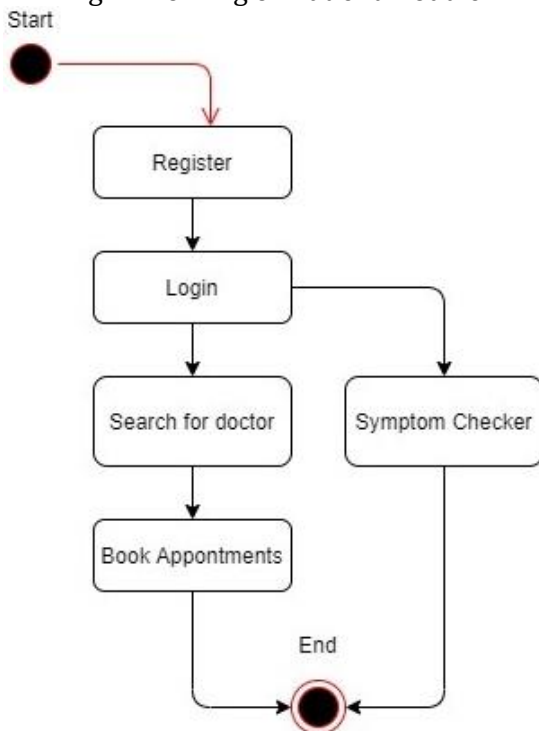 Start
Register
Login
Search for doctor
Symptom Checker
Book Appontments
End